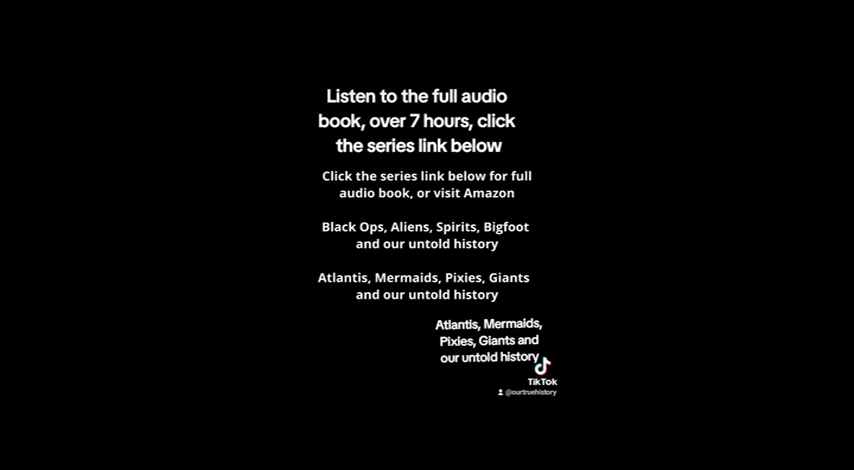 Listen to the full audio
book, over 7 hours, click
the series link below
Click the series link below for full
audio book, or visit Amazon
Black Ops, Aliens, Spirits, Bigfoot
and our untold history
Atlantis, Mermaids, Pixies, Giants
and our untold history
Atlantis, Mermaids,
Pixies, Giants and
our untold history
TikTok
@ourtruehistory